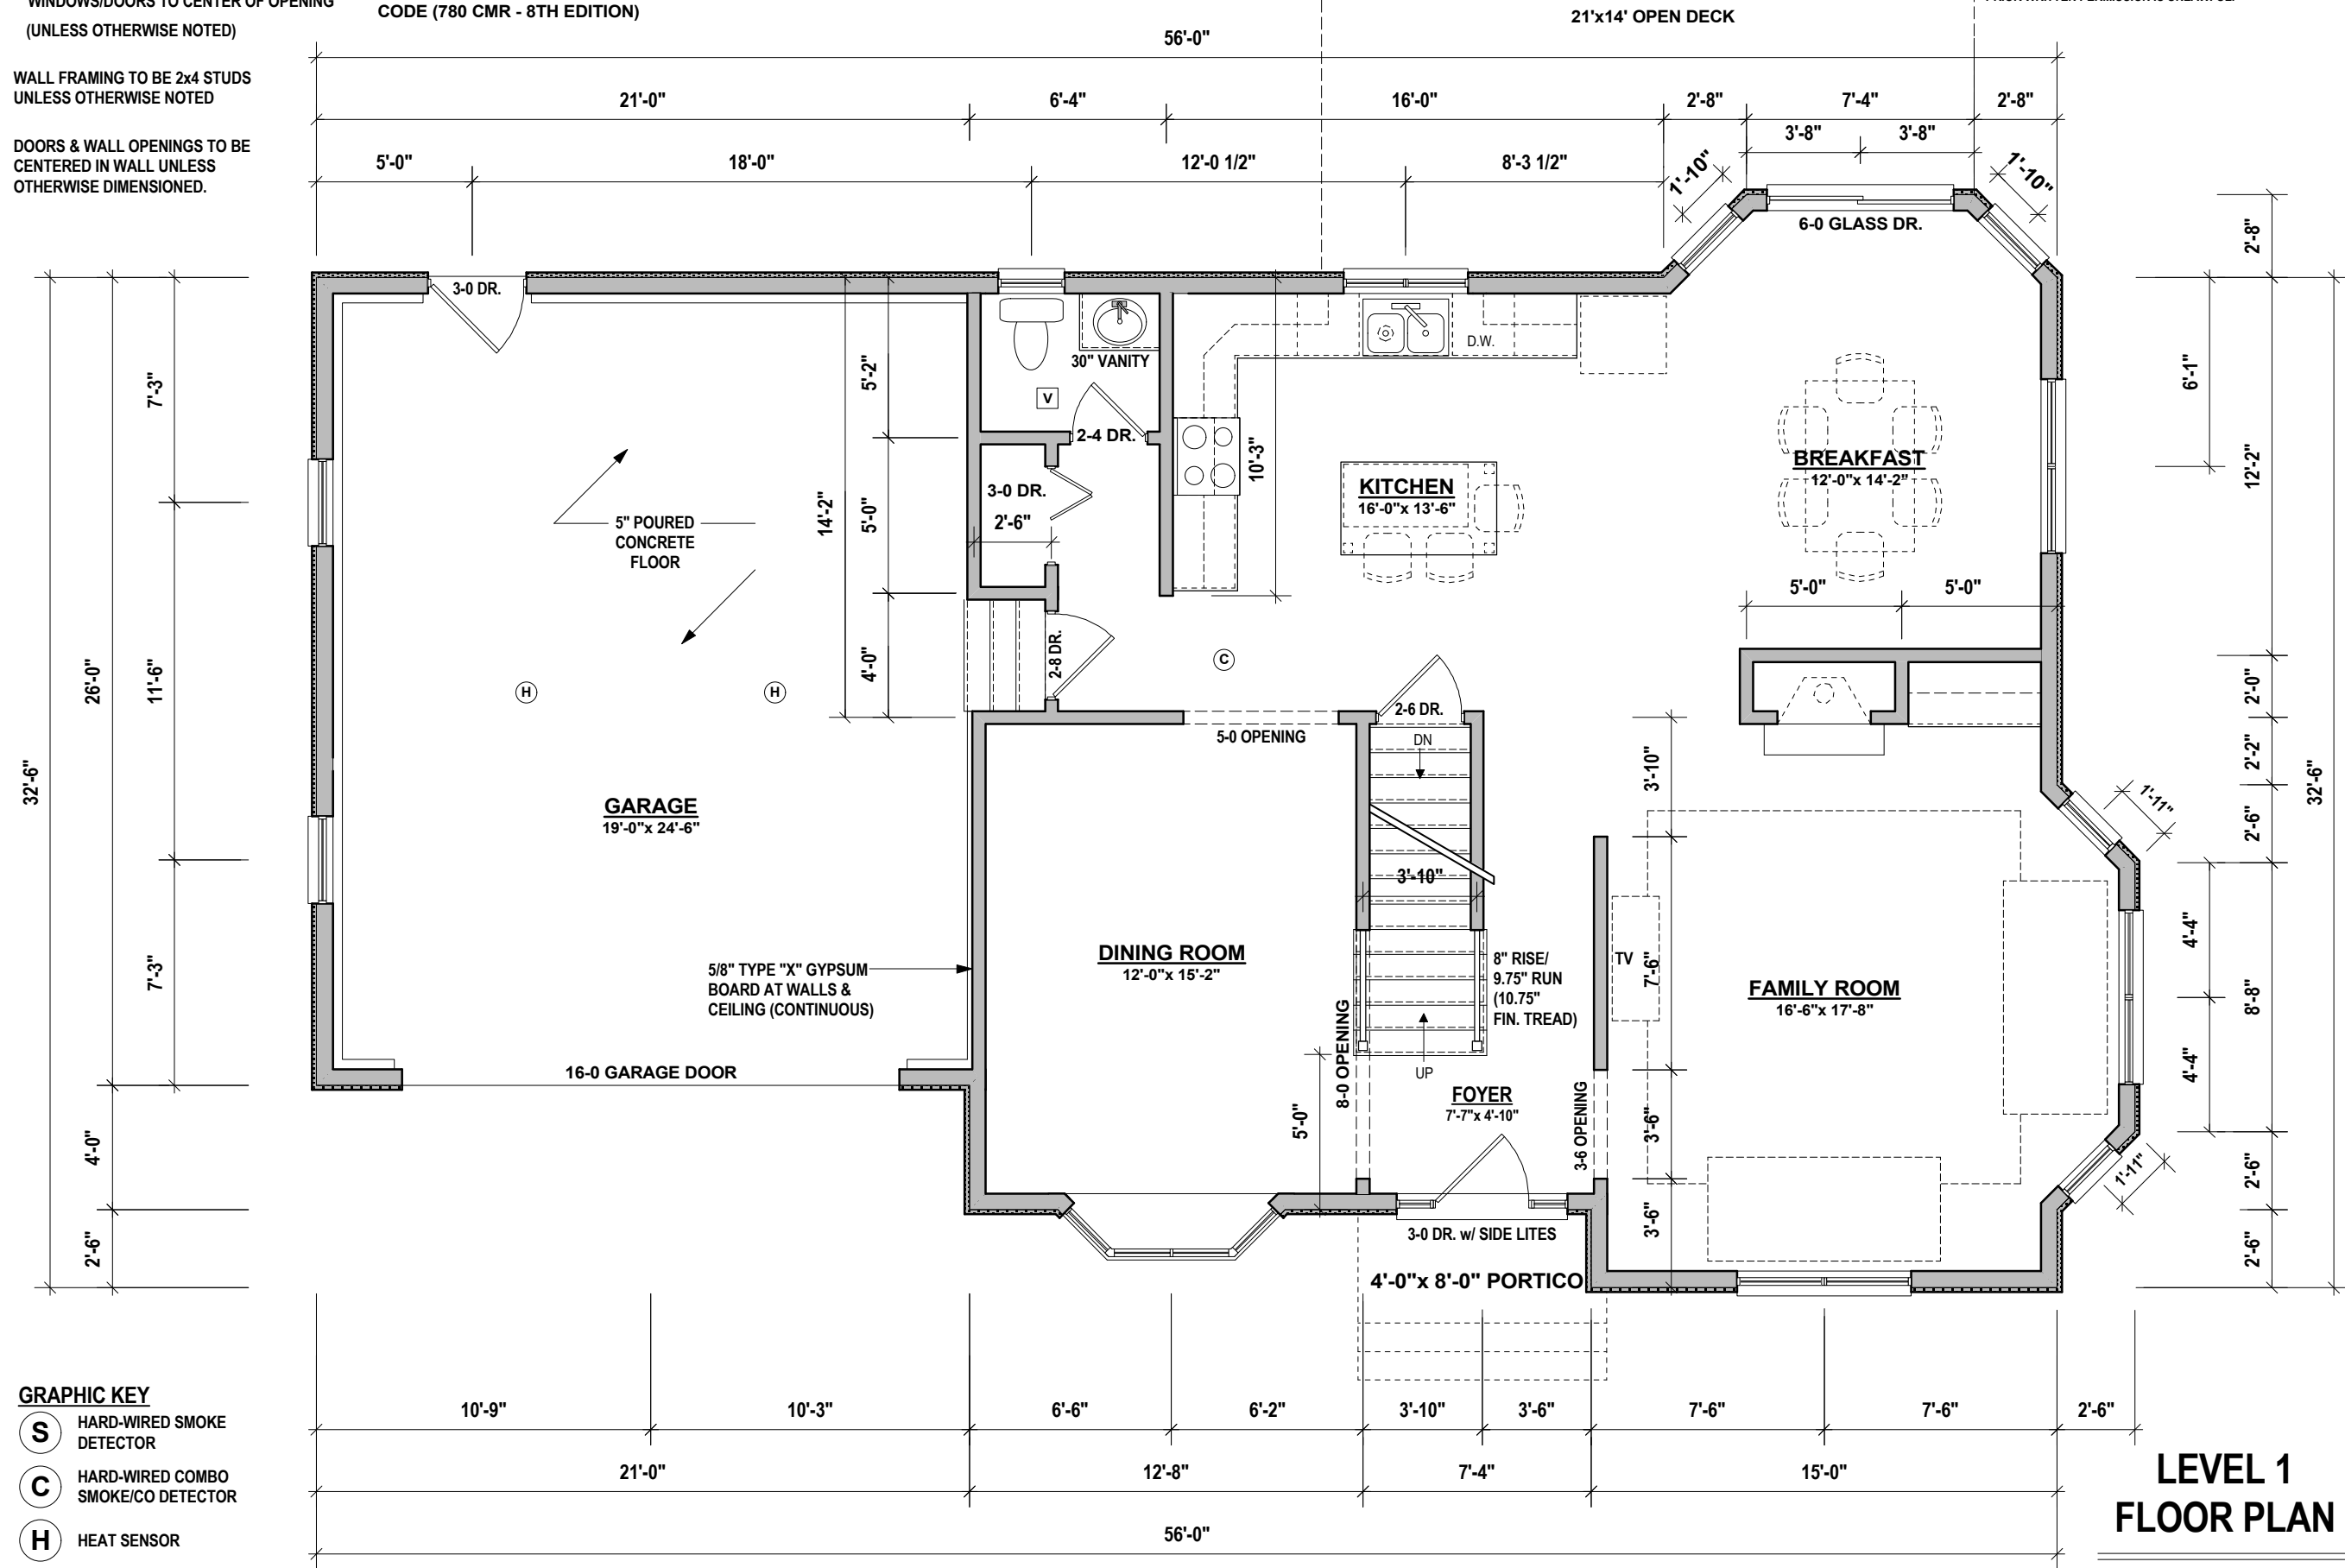 WINDOWS/DOORS TO CENTER OF OPENING
(UNLESS OTHERWISE NOTED)
WALL FRAMING TO BE 2x4 STUDS
UNLESS OTHERWISE NOTED
DOORS & WALL OPENINGS TO BE
CENTERED IN WALL UNLESS
OTHERWISE DIMENSIONED.
CODE (780 CMR - 8TH EDITION)
21'x14' OPEN DECK
56'-0"
21'-0"
6'-4"
16'-0"
2'-8"
7'-4"
2'-8"
3'-8"
3'-8"
5'-0"
18'-0"
12'-0 1/2"
8'-3 1/2"
1'-10"
1'-10"
6-0 GLASS DR.
2'-8"
3-0 DR.
30" VANITY
D.W.
V
2-4 DR.
7'-3"
5'-2"
6'-1"
10'-3"
12'-2"
KITCHEN
16'-0"x 13'-6"
BREAKFAST
12'-0"x 14'-2"
3-0 DR.
2'-6"
14'-2"
5'-0"
5" POURED
CONCRETE
FLOOR
5'-0"
5'-0"
26'-0"
11'-6"
4'-0"
2-8 DR.
H
H
C
2-6 DR.
5-0 OPENING
DN
2'-0"
2'-2"
3'-10"
32'-6"
32'-6"
GARAGE
19'-0"x 24'-6"
2'-6"
1'-11"
3'-10"
7'-3"
5/8" TYPE "X" GYPSUM
BOARD AT WALLS &
CEILING (CONTINUOUS)
DINING ROOM
12'-0"x 15'-2"
8" RISE/
9.75" RUN
(10.75"
FIN. TREAD)
TV
7'-6"
FAMILY ROOM
16'-6"x 17'-8"
4'-4"
8'-8"
4'-4"
16-0 GARAGE DOOR
8-0 OPENING
UP
FOYER
7'-7"x 4'-10"
5'-0"
3-6 OPENING
3'-6"
4'-0"
1'-11"
2'-6"
2'-6"
3'-6"
2'-6"
3-0 DR. w/ SIDE LITES
4'-0"x 8'-0" PORTICO
10'-9"
10'-3"
6'-6"
6'-2"
3'-10"
3'-6"
7'-6"
7'-6"
2'-6"
21'-0"
12'-8"
7'-4"
15'-0"
56'-0"
GRAPHIC KEY
S HARD-WIRED SMOKE
DETECTOR
C HARD-WIRED COMBO
SMOKE/CO DETECTOR
H HEAT SENSOR
LEVEL 1
FLOOR PLAN